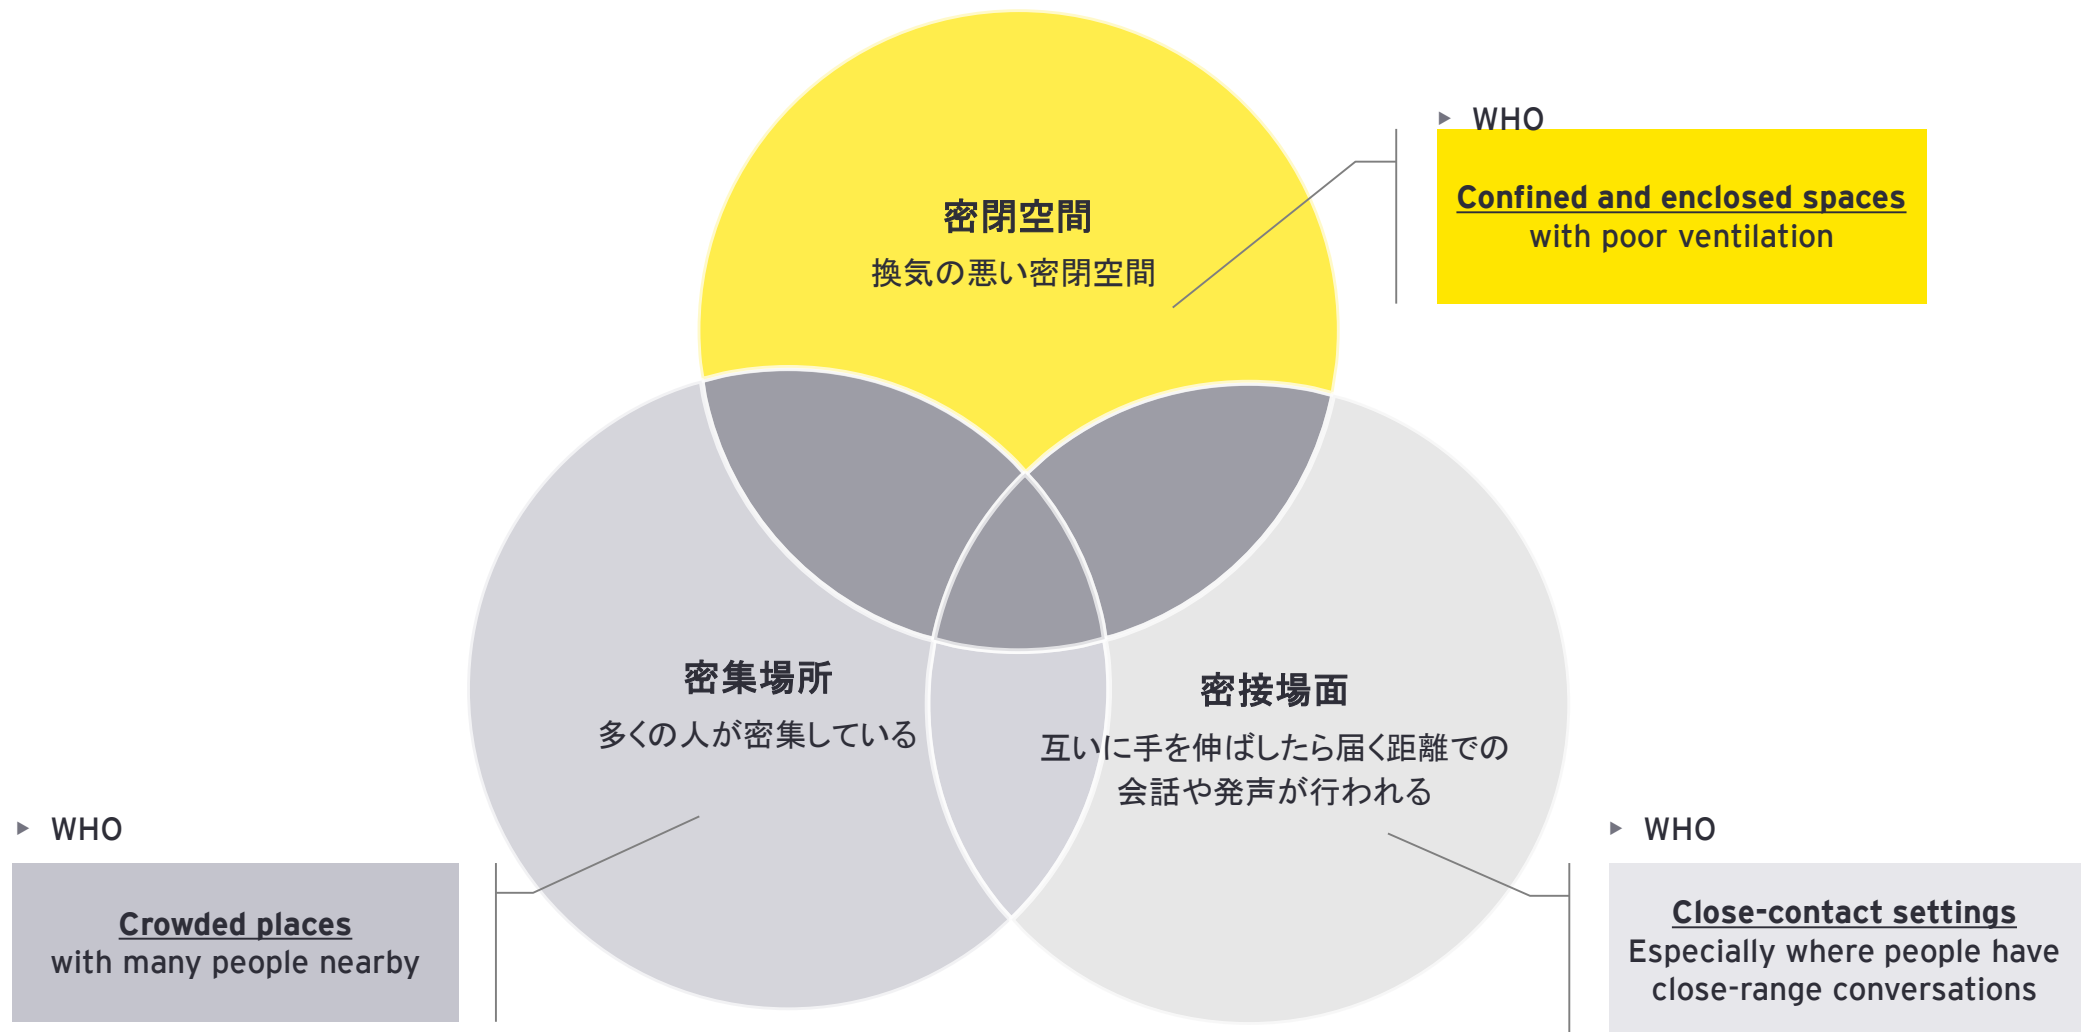 ▶ WHO
Confined and enclosed spaces
with poor ventilation
密閉空間
換気の悪い密閉空間
密集場所
多くの人が密集している
密接場面
互いに手を伸ばしたら届く距離での
会話や発声が行われる
▶ WHO
Crowded places
with many people nearby
▶ WHO
Close-contact settings
Especially where people have
close-range conversations